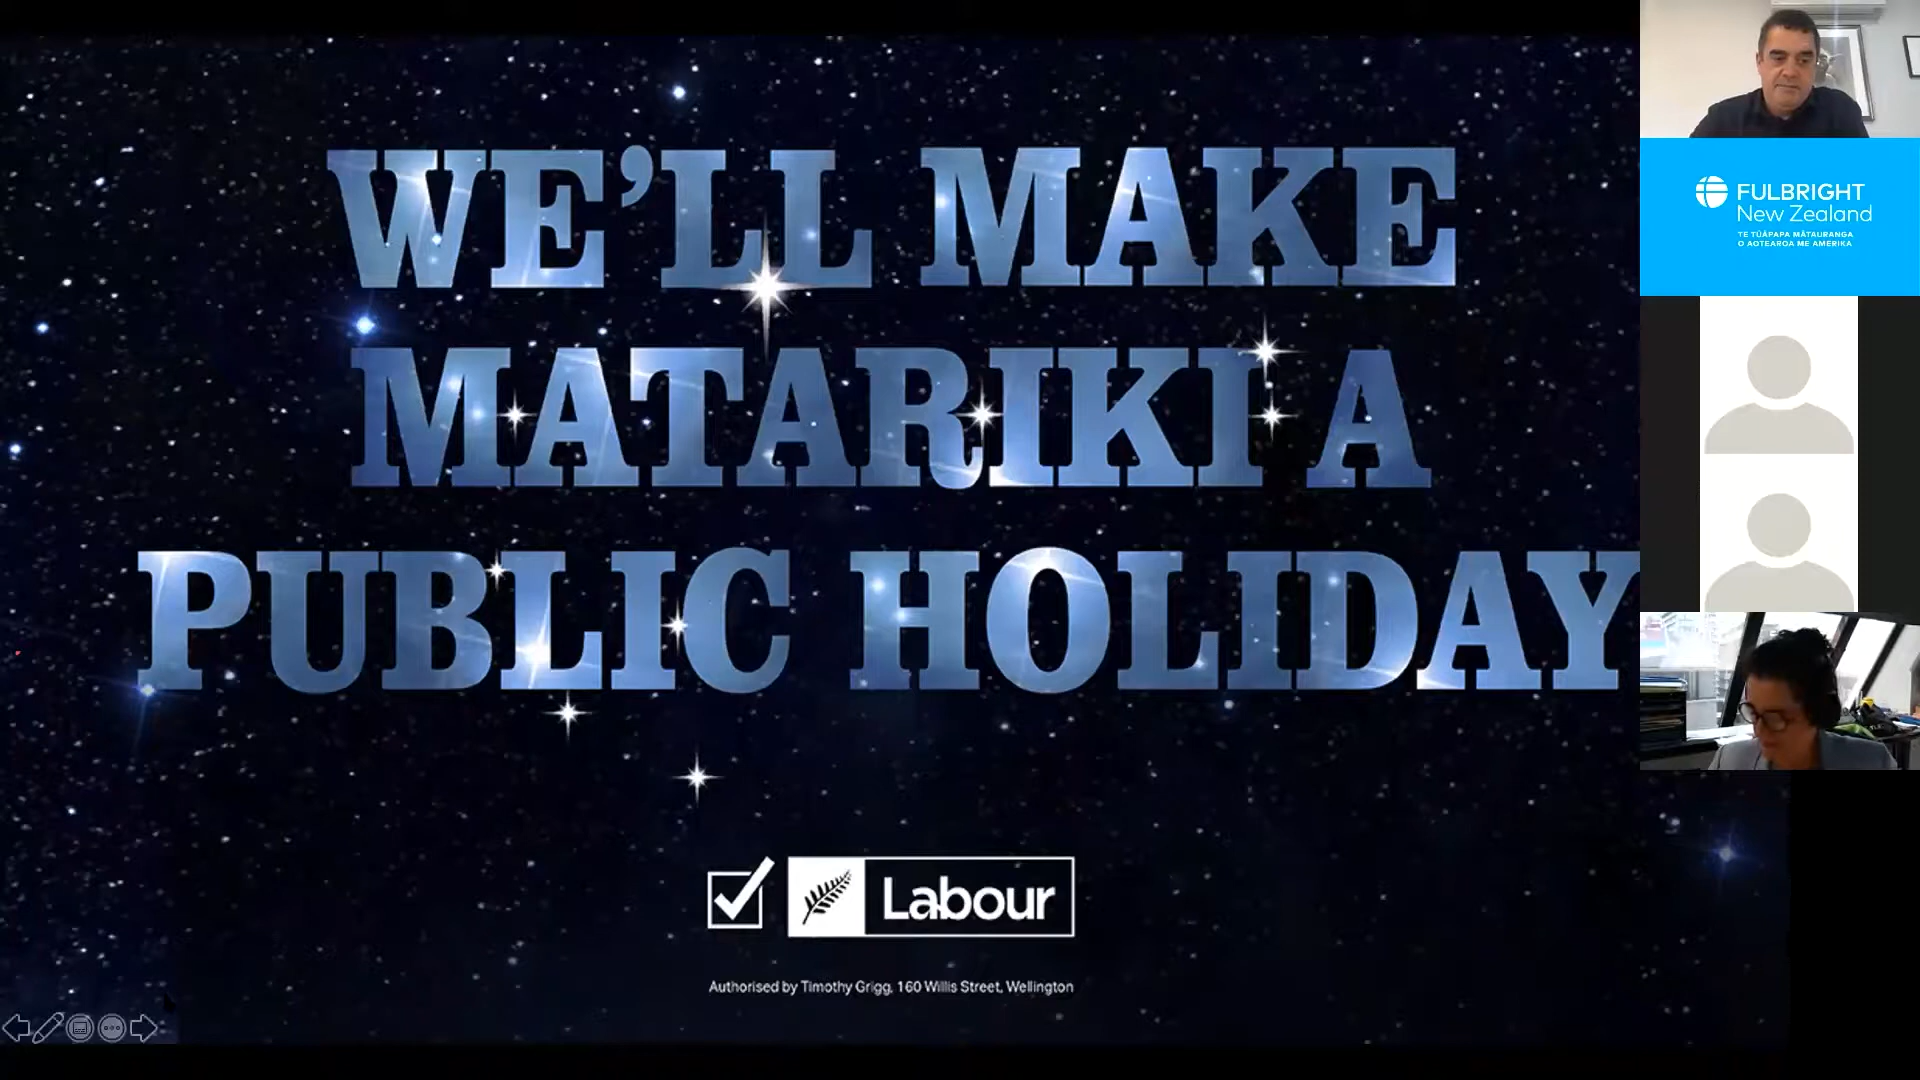 WE'LL MAKE
MATARIKI A
PUBLIC HOLIDAY
Labour
Authorised by Timothy Grigg, 160 Willis Street, Wellington
FULBRIGHT
New Zealand
TE TŪĀPAPA MĀTAURANGA
O AOTEAROA ME AMERIKA